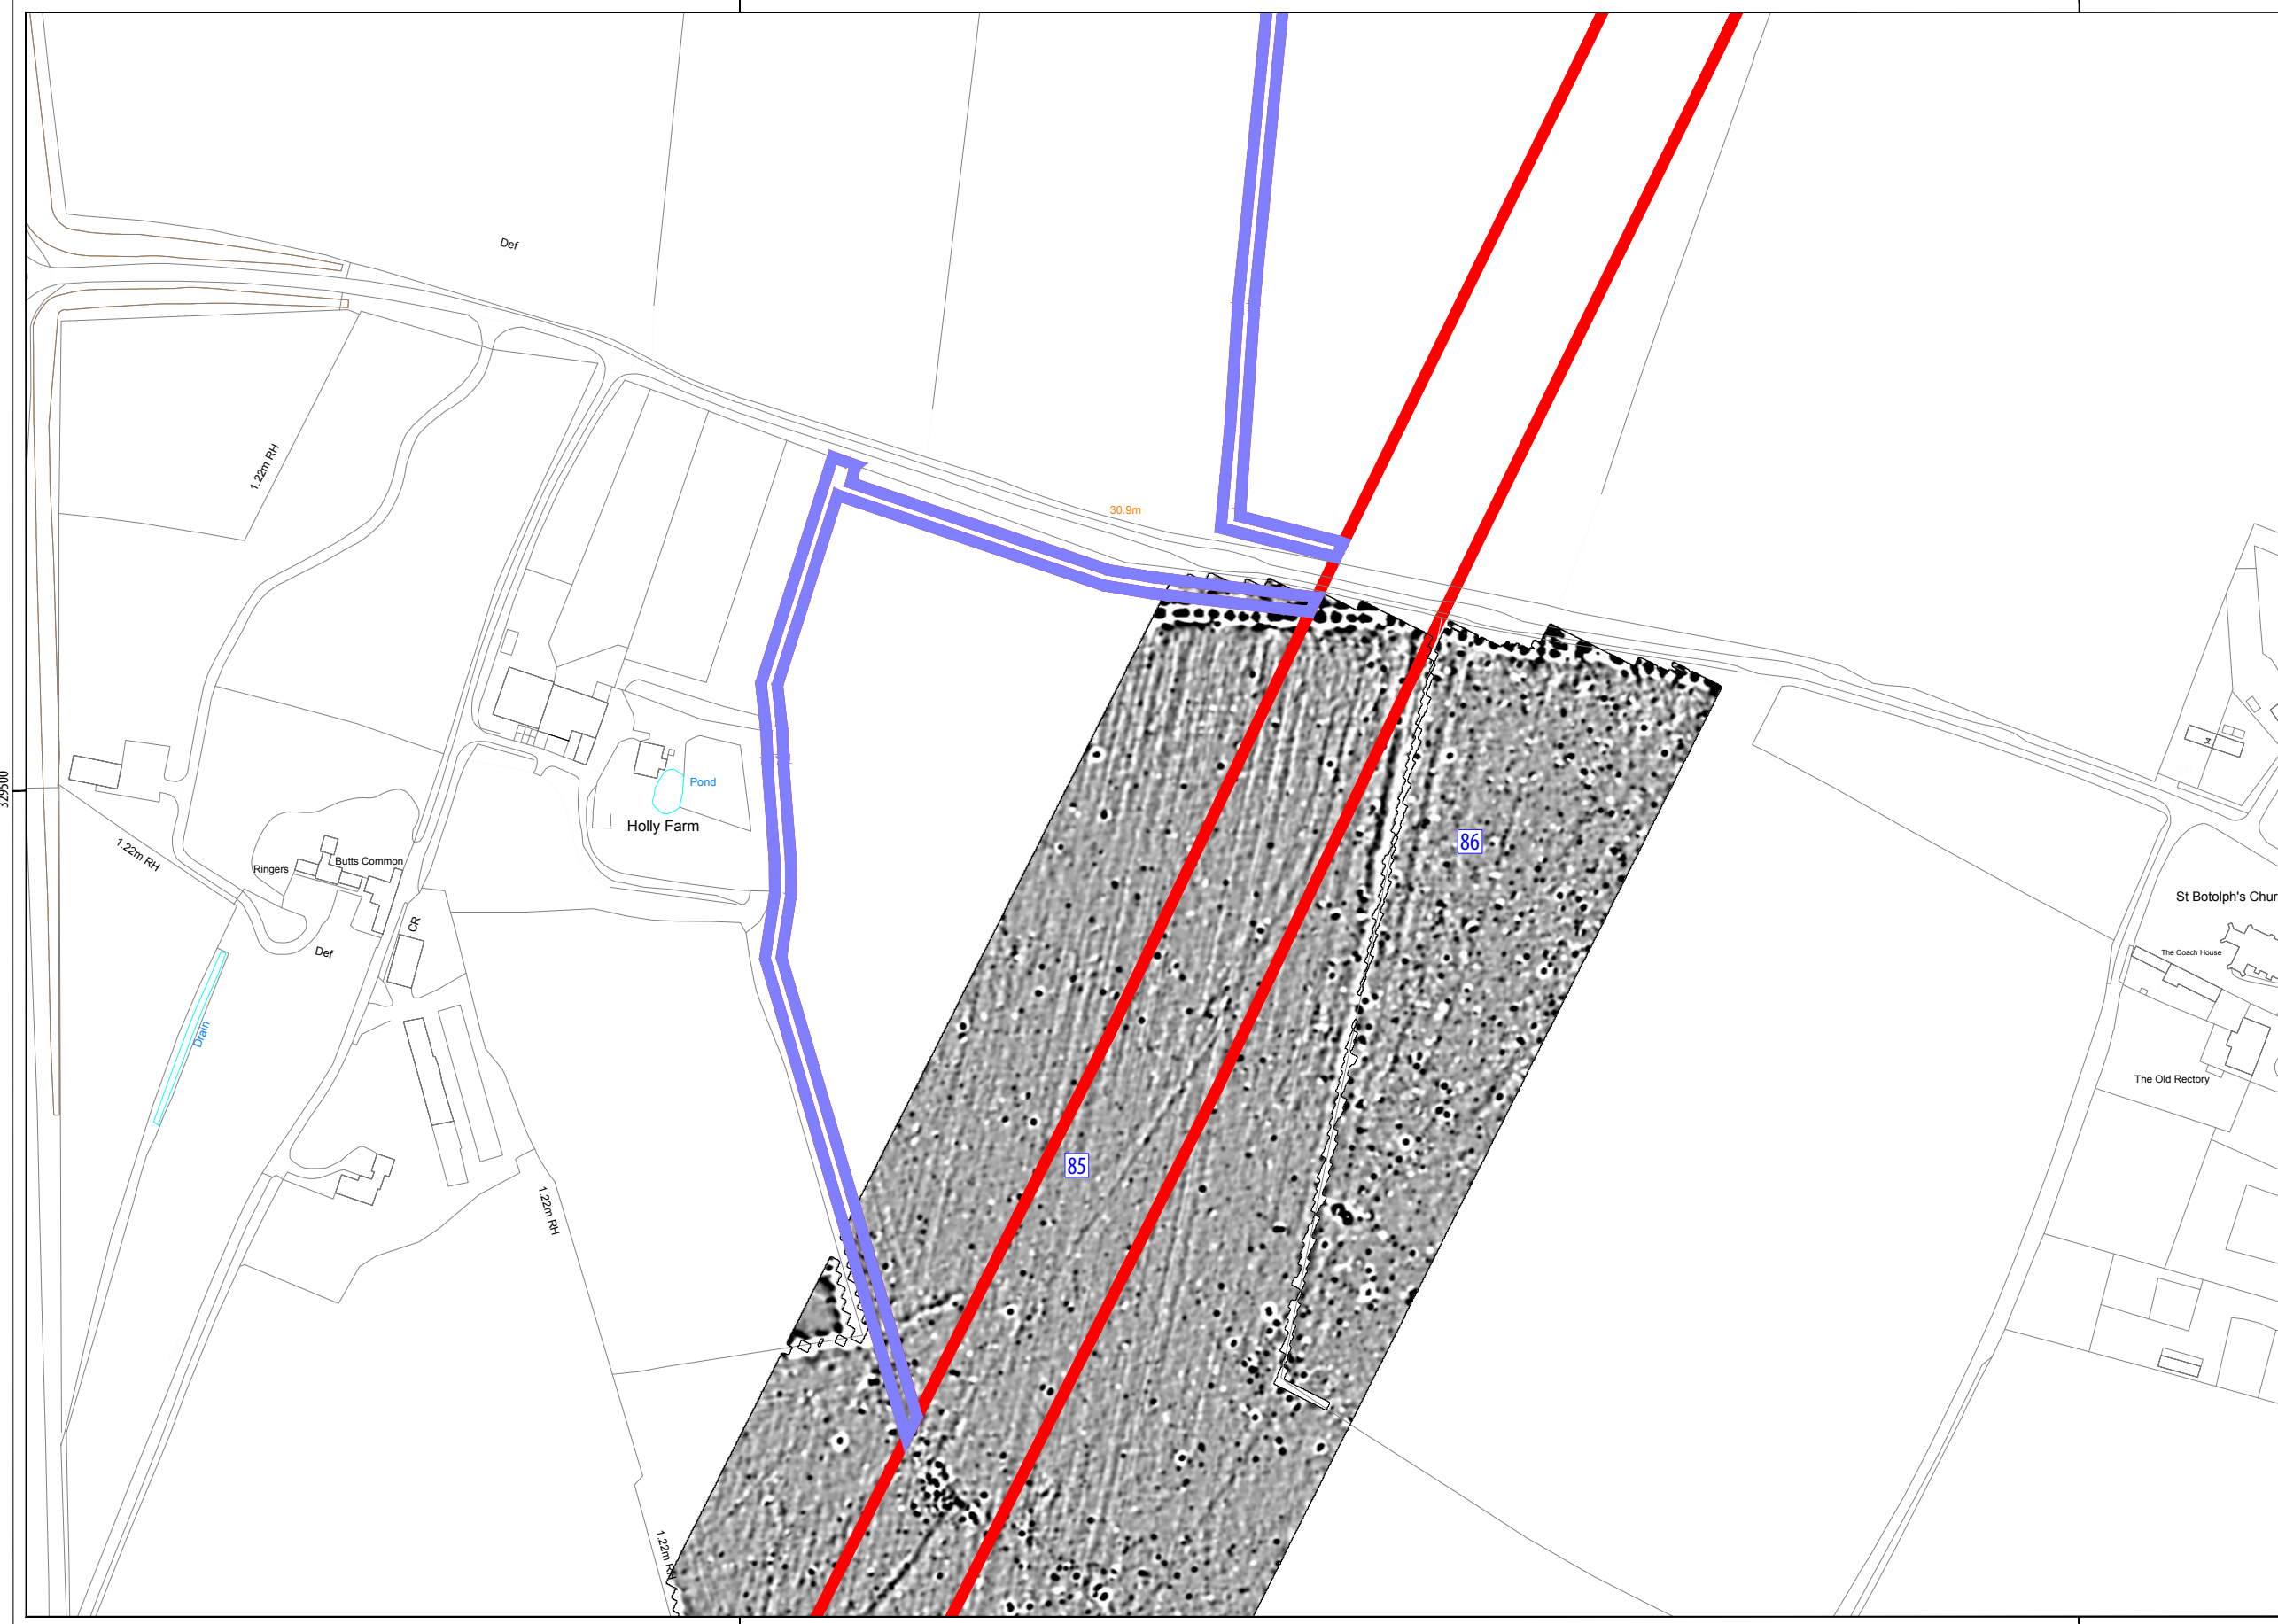 Def
1.22m RH
30.9m
14
329500
Pond
Holly Farm
86
1.22m RH
Ringers
Butts Common
St Botolph's Chur
CR
Def
The Coach House
Drain
The Old Rectory
85
1.22m RH
1.22m RH